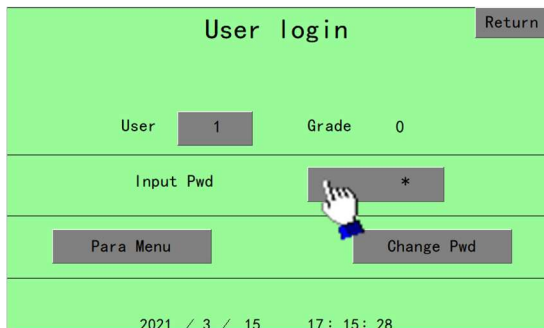 User login
Return
User 1 Grade 0
Input Pwd *
Para Menu Change Pwd
2021 / 3 / 15 17: 15: 28